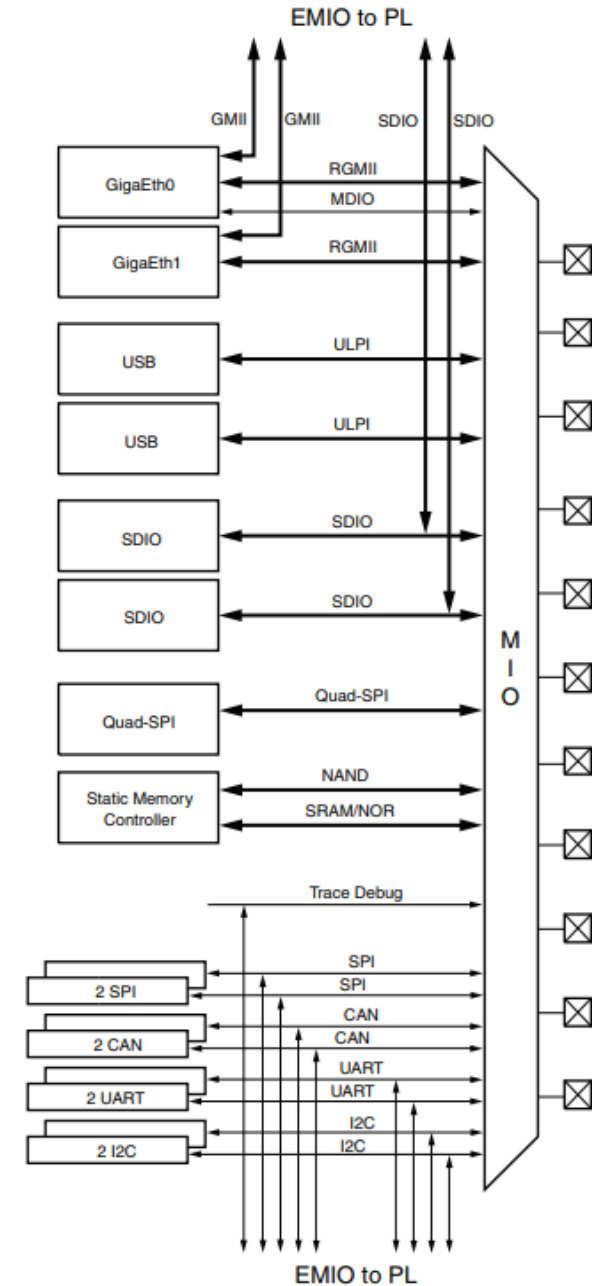 EMIO to PL
GMII
GMII
SDIO
SDIO
GigaEth0
RGMII
MDIO
GigaEth1
RGMII
USB
ULPI
USB
ULPI
SDIO
SDIO
SDIO
SDIO
M
I
O
Quad-SPI
Quad-SPI
Static Memory
Controller
NAND
SRAM/NOR
Trace Debug
2 SPI
SPI
SPI
2 CAN
CAN
CAN
2 UART
UART
UART
2 I2C
I2C
I2C
EMIO to PL